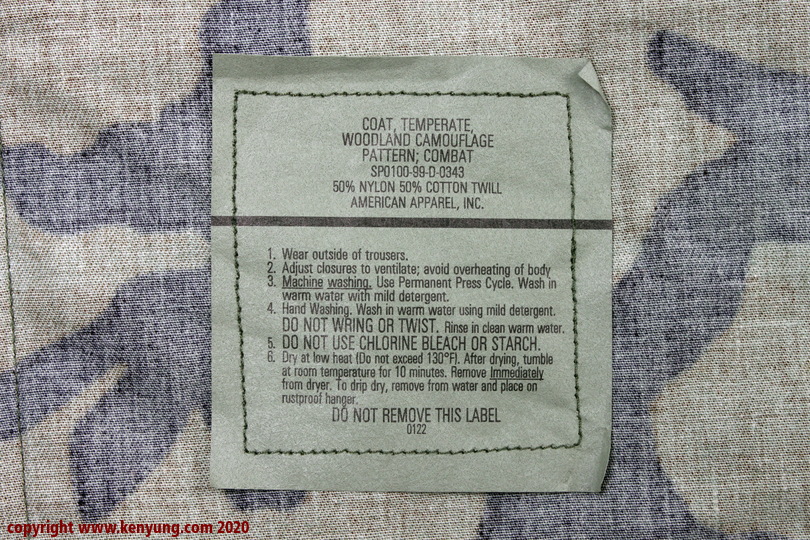 COAT, TEMPERATE,
WOODLAND CAMOUFLAGE
PATTERN; COMBAT
SPO100-99-D-0343
50% NYLON 50% COTTON TWILL
AMERICAN APPAREL, INC.
1. Wear outside of trousers.
2. Adjust closures to ventilate; avoid overheating of body
3. Machine washing. Use Permanent Press Cycle. Wash in
warm water with mild detergent.
4. Hand Washing. Wash in warm water using mild detergent.
DO NOT WRING OR TWIST. Rinse in clean warm water.
5. DO NOT USE CHLORINE BLEACH OR STARCH.
6. Dry at low heat (Do not exceed 130°F). After drying, tumble
at room temperature for 10 minutes. Remove Immediately
from dryer. To drip dry, remove from water and place on
rustproof hanger.
DO NOT REMOVE THIS LABEL
0122
copyright www.kenyung.com 2020